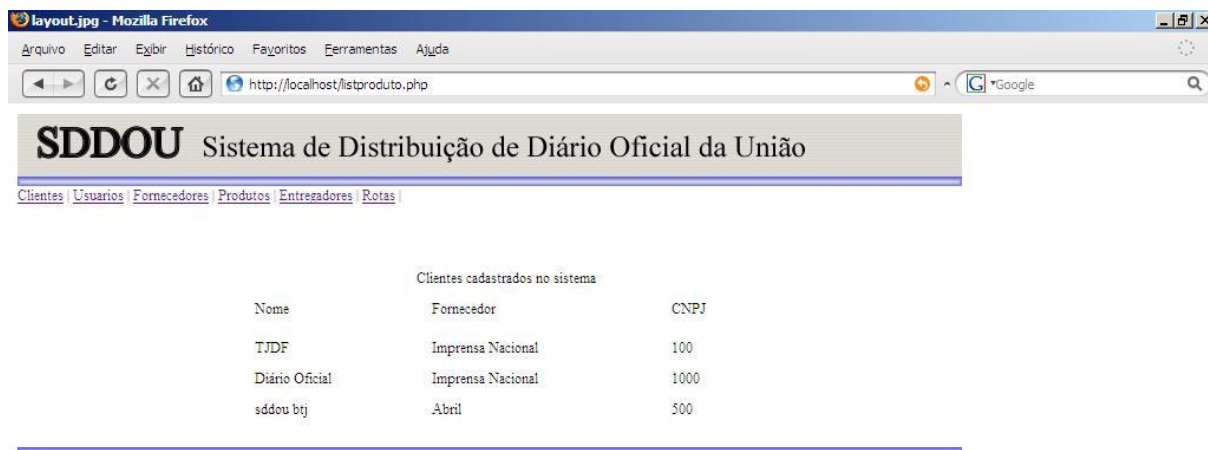 layout.jpg - Mozilla Firefox
Arquivo Editar Exibir Histórico Favoritos Ferramentas Ajuda
http://localhost/listproduto.php Google
SDDOU Sistema de Distribuição de Diário Oficial da União
Clientes | Usuarios | Fornecedores | Produtos | Entregadores | Rotas |
Clientes cadastrados no sistema
Nome Fornecedor CNPJ
TJDF Imprensa Nacional 100
Diário Oficial Imprensa Nacional 1000
sddou btj Abril 500